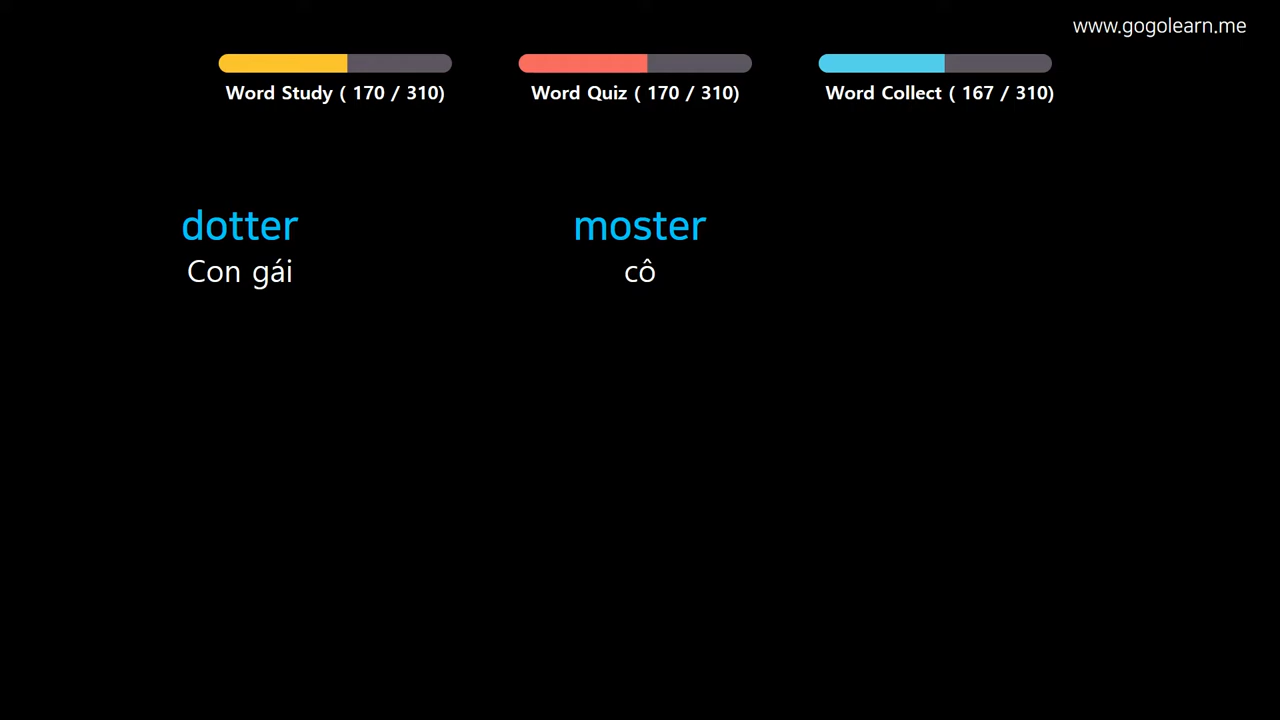 www.gogolearn.me
Word Study ( 170 / 310)
Word Quiz ( 170 / 310)
Word Collect ( 167 / 310)
dotter
Con gái
moster
cô